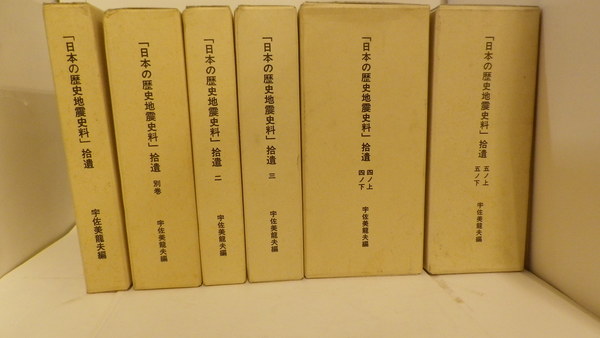 「日本の歴史地震史料」拾遺
宇佐美龍夫編
「日本の歴史地震史料」拾遺 別巻
宇佐美龍夫編
「日本の歴史地震史料」拾遺 二
宇佐美龍夫編
「日本の歴史地震史料」拾遺 三
宇佐美龍夫編
「日本の歴史地震史料」拾遺
四ノ上
四ノ下
宇佐美龍夫編
「日本の歴史地震史料」拾遺
五ノ上
五ノ下
宇佐美龍夫編